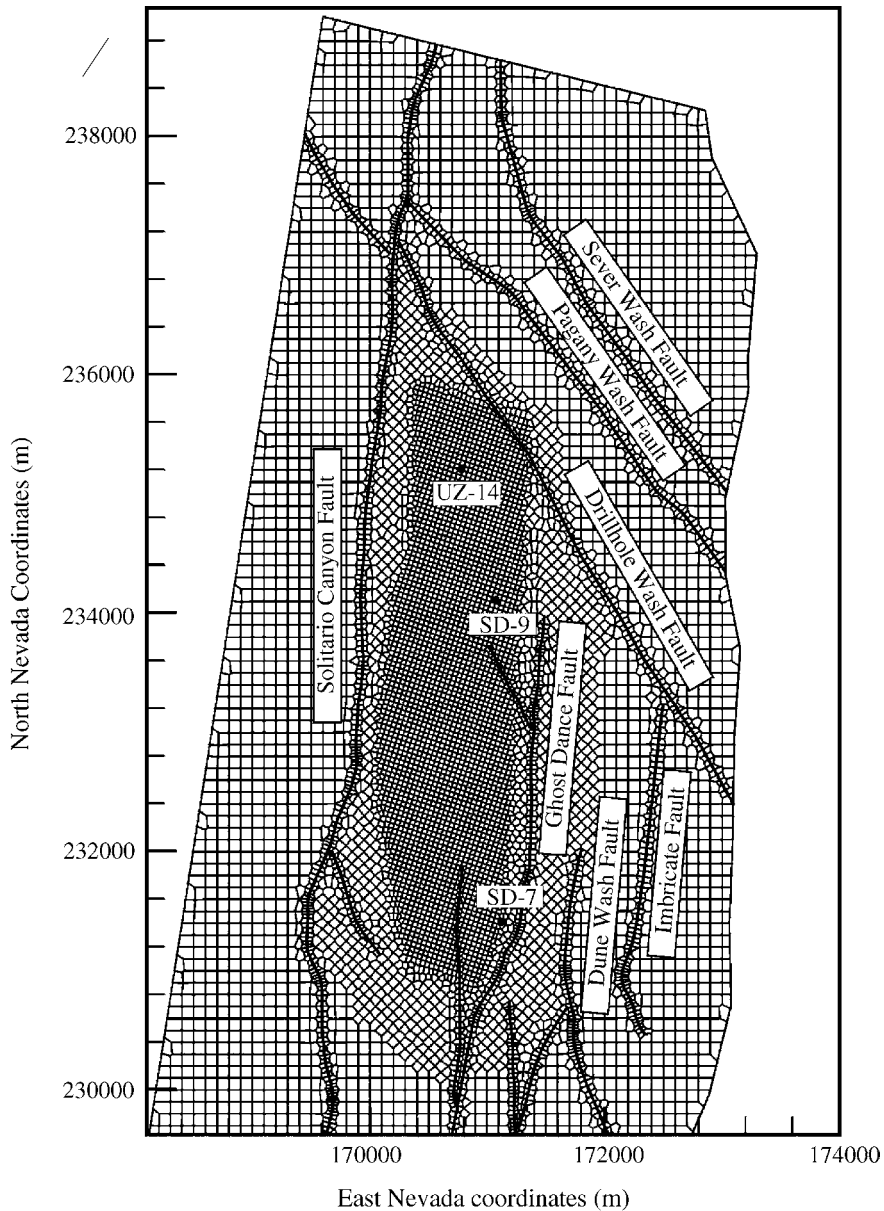 238000
236000
234000
232000
230000
North Nevada Coordinates (m)
Sever Wash Fault
Pagany Wash Fault
Solitario Canyon Fault
UZ-14
Drillhole Wash Fault
SD-9
Ghost Dance Fault
Imbricate Fault
Dune Wash Fault
SD-7
170000
172000
174000
East Nevada coordinates (m)